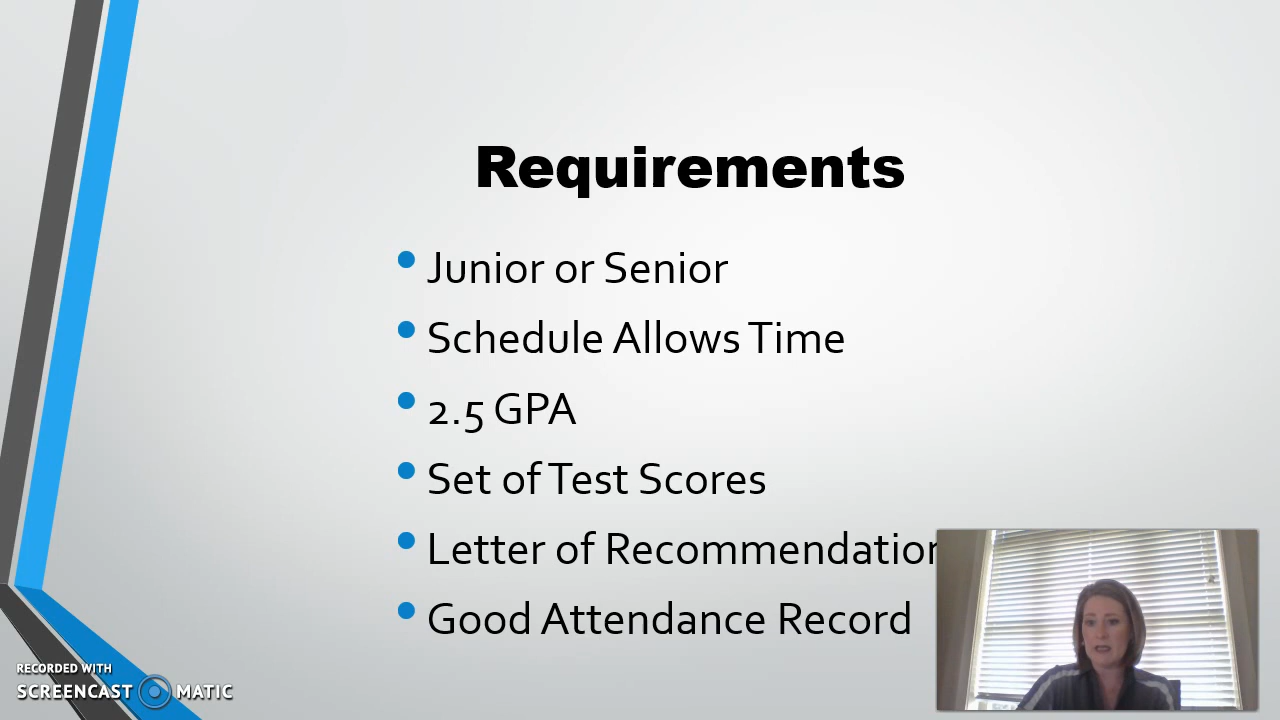 Requirements
Junior or Senior
Schedule Allows Time
2.5 GPA
Set of Test Scores
Letter of Recommendation
Good Attendance Record
RECORDED WITH
SCREENCAST MATIC